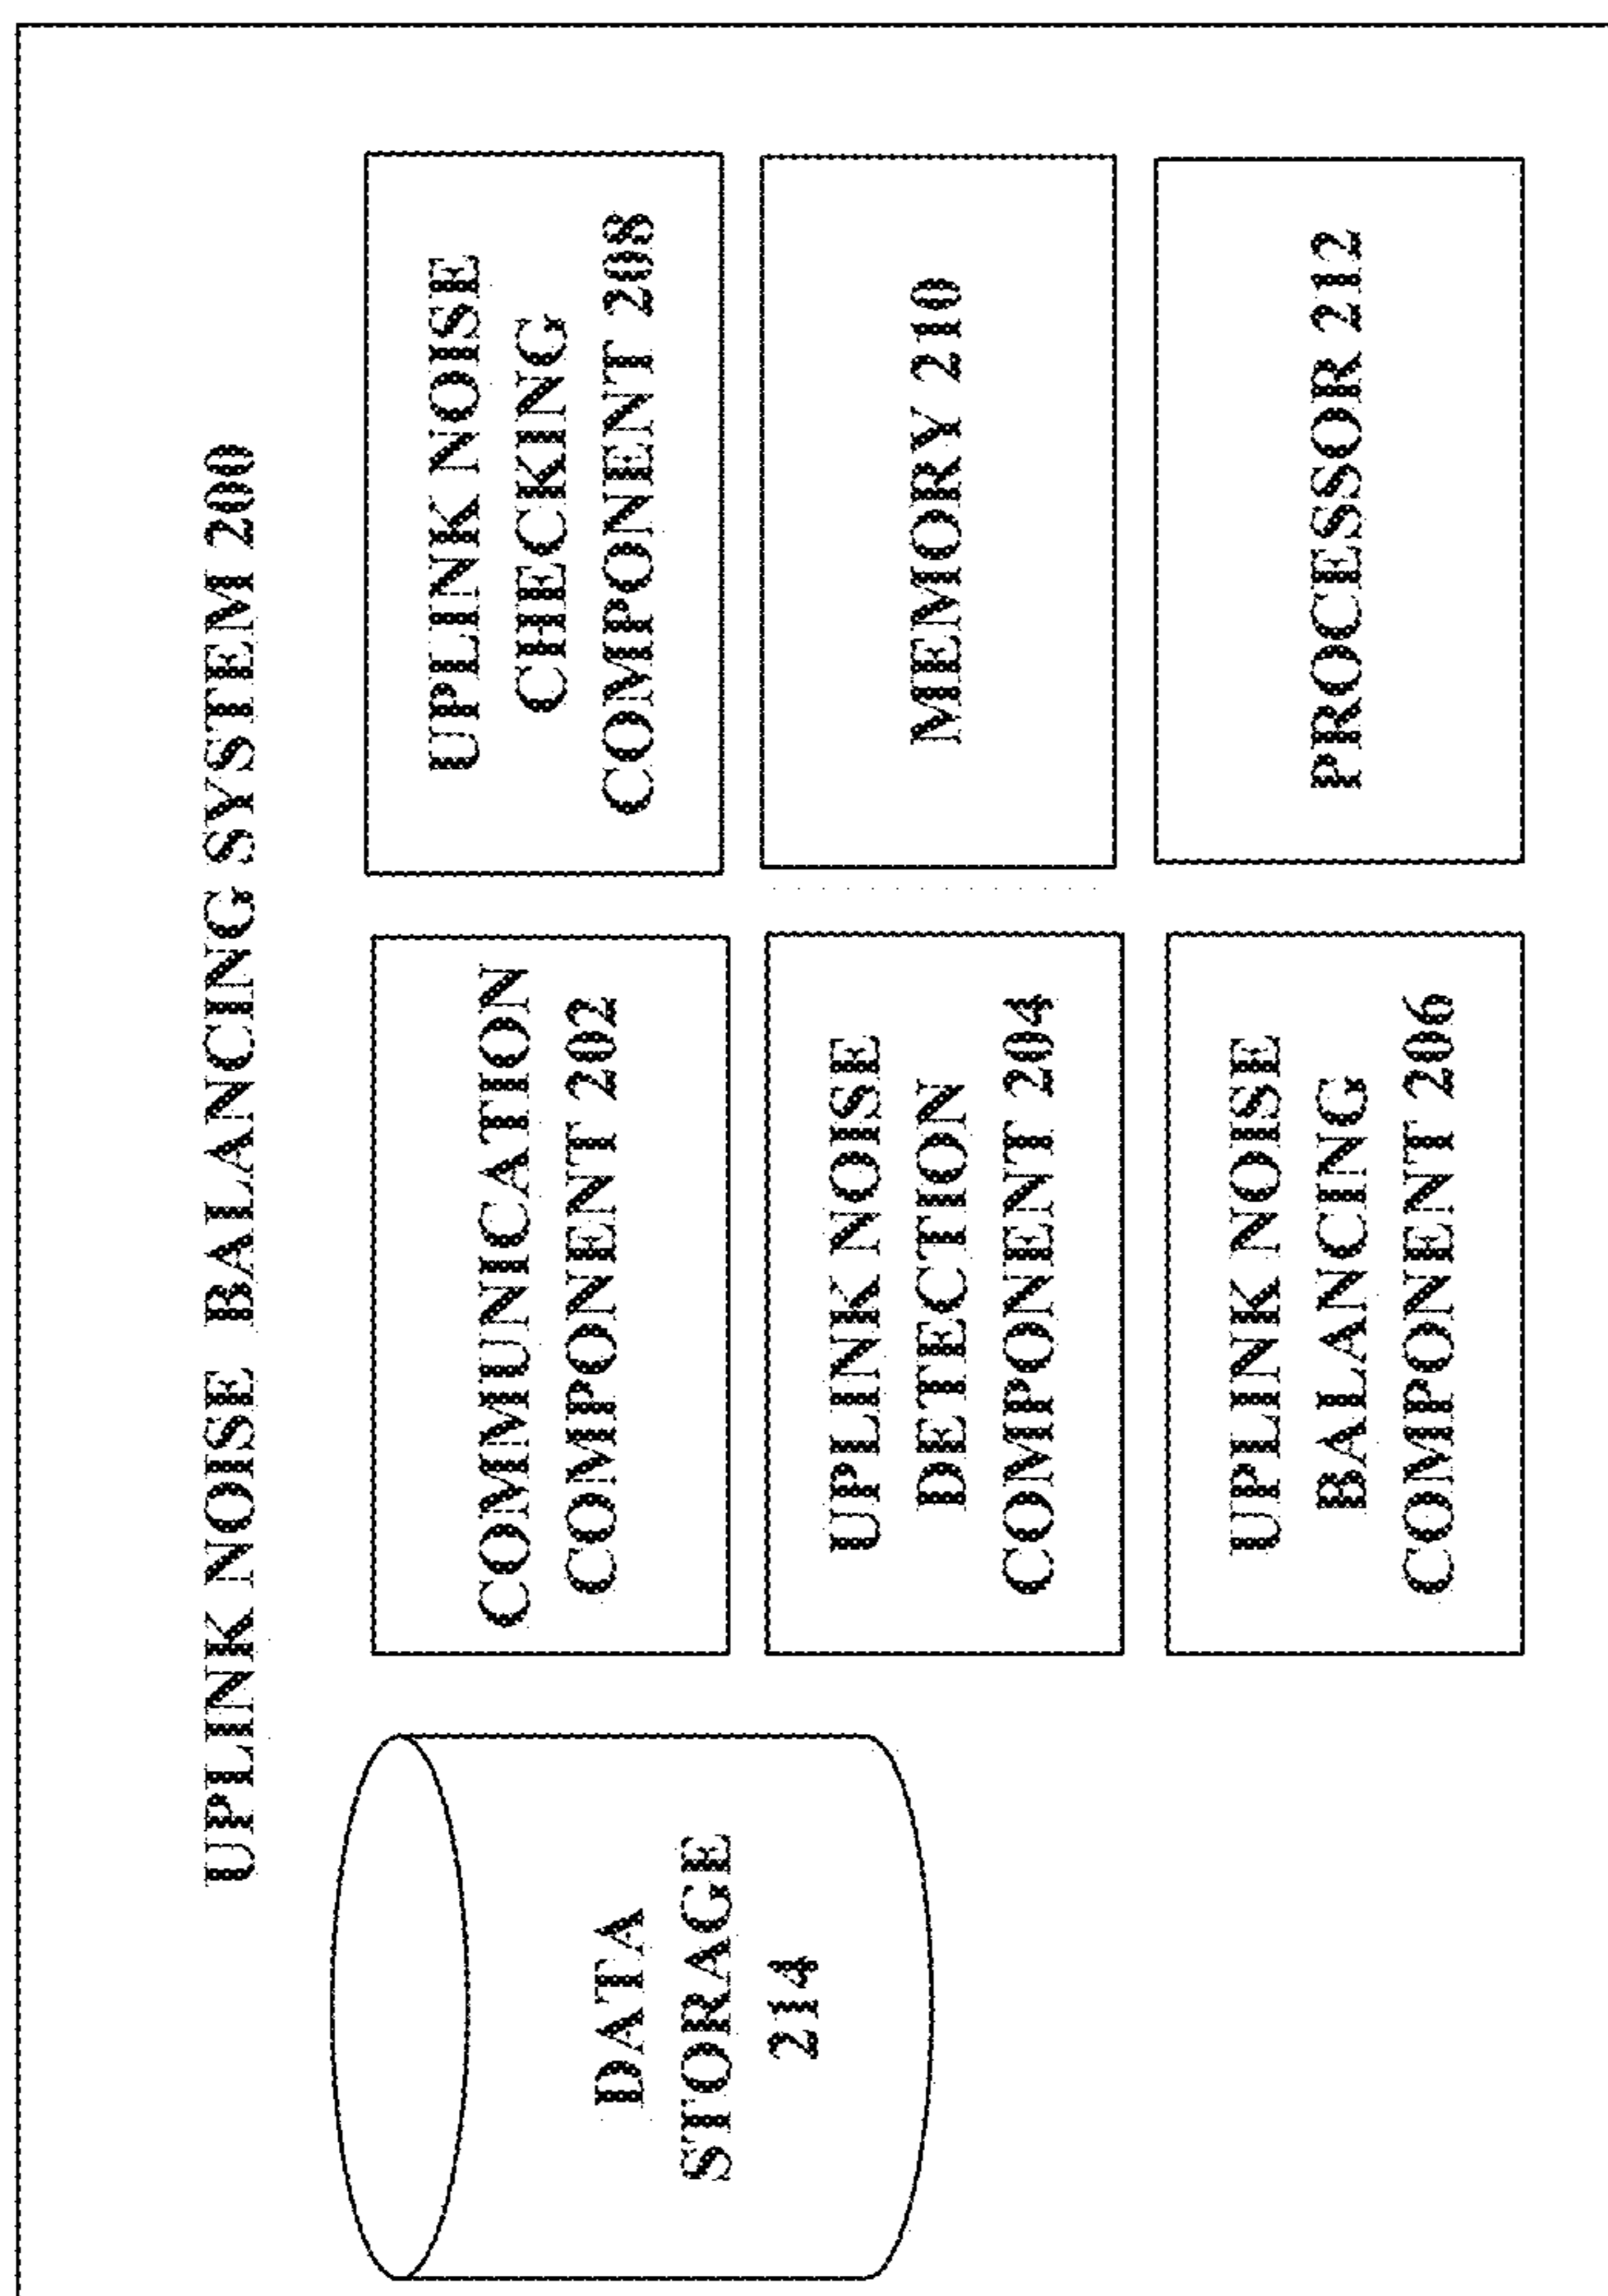 UPLINK NOISE BALANCING SYSTEM 200
DATA
STORAGE
214
COMMUNICATION
COMPONENT 202
UPLINK NOISE
DETECTION
COMPONENT 204
UPLINK NOISE
BALANCING
COMPONENT 206
UPLINK NOISE
CHECKING
COMPONENT 208
MEMORY 210
PROCESSOR 212